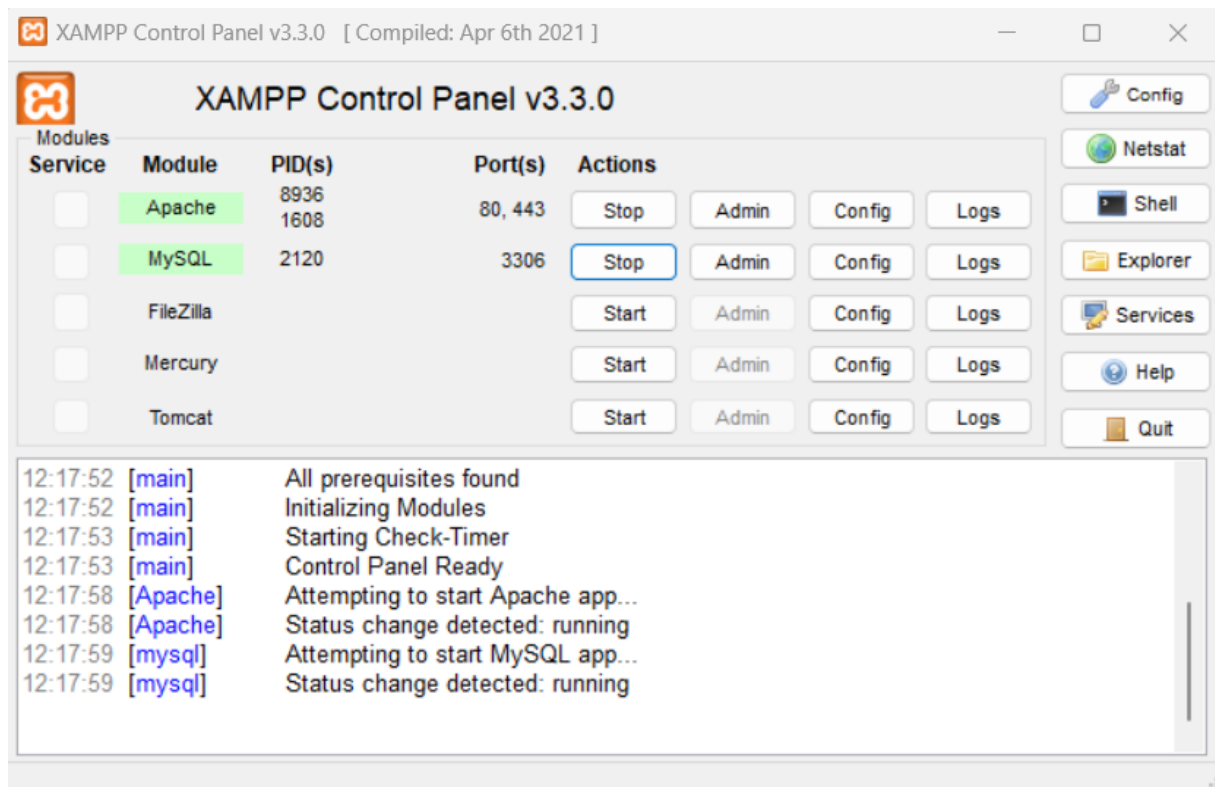 XAMPP Control Panel v3.3.0 [ Compiled: Apr 6th 2021 ]
XAMPP Control Panel v3.3.0
Config
Modules
Netstat
Service Module PID(s) Port(s) Actions
Apache 8936 1608 80, 443 Stop Admin Config Logs
Shell
MySQL 2120 3306 Stop Admin Config Logs
Explorer
FileZilla Start Admin Config Logs
Services
Mercury Start Admin Config Logs
Help
Tomcat Start Admin Config Logs
Quit
12:17:52 [main] All prerequisites found
12:17:52 [main] Initializing Modules
12:17:53 [main] Starting Check-Timer
12:17:53 [main] Control Panel Ready
12:17:58 [Apache] Attempting to start Apache app...
12:17:58 [Apache] Status change detected: running
12:17:59 [mysql] Attempting to start MySQL app...
12:17:59 [mysql] Status change detected: running